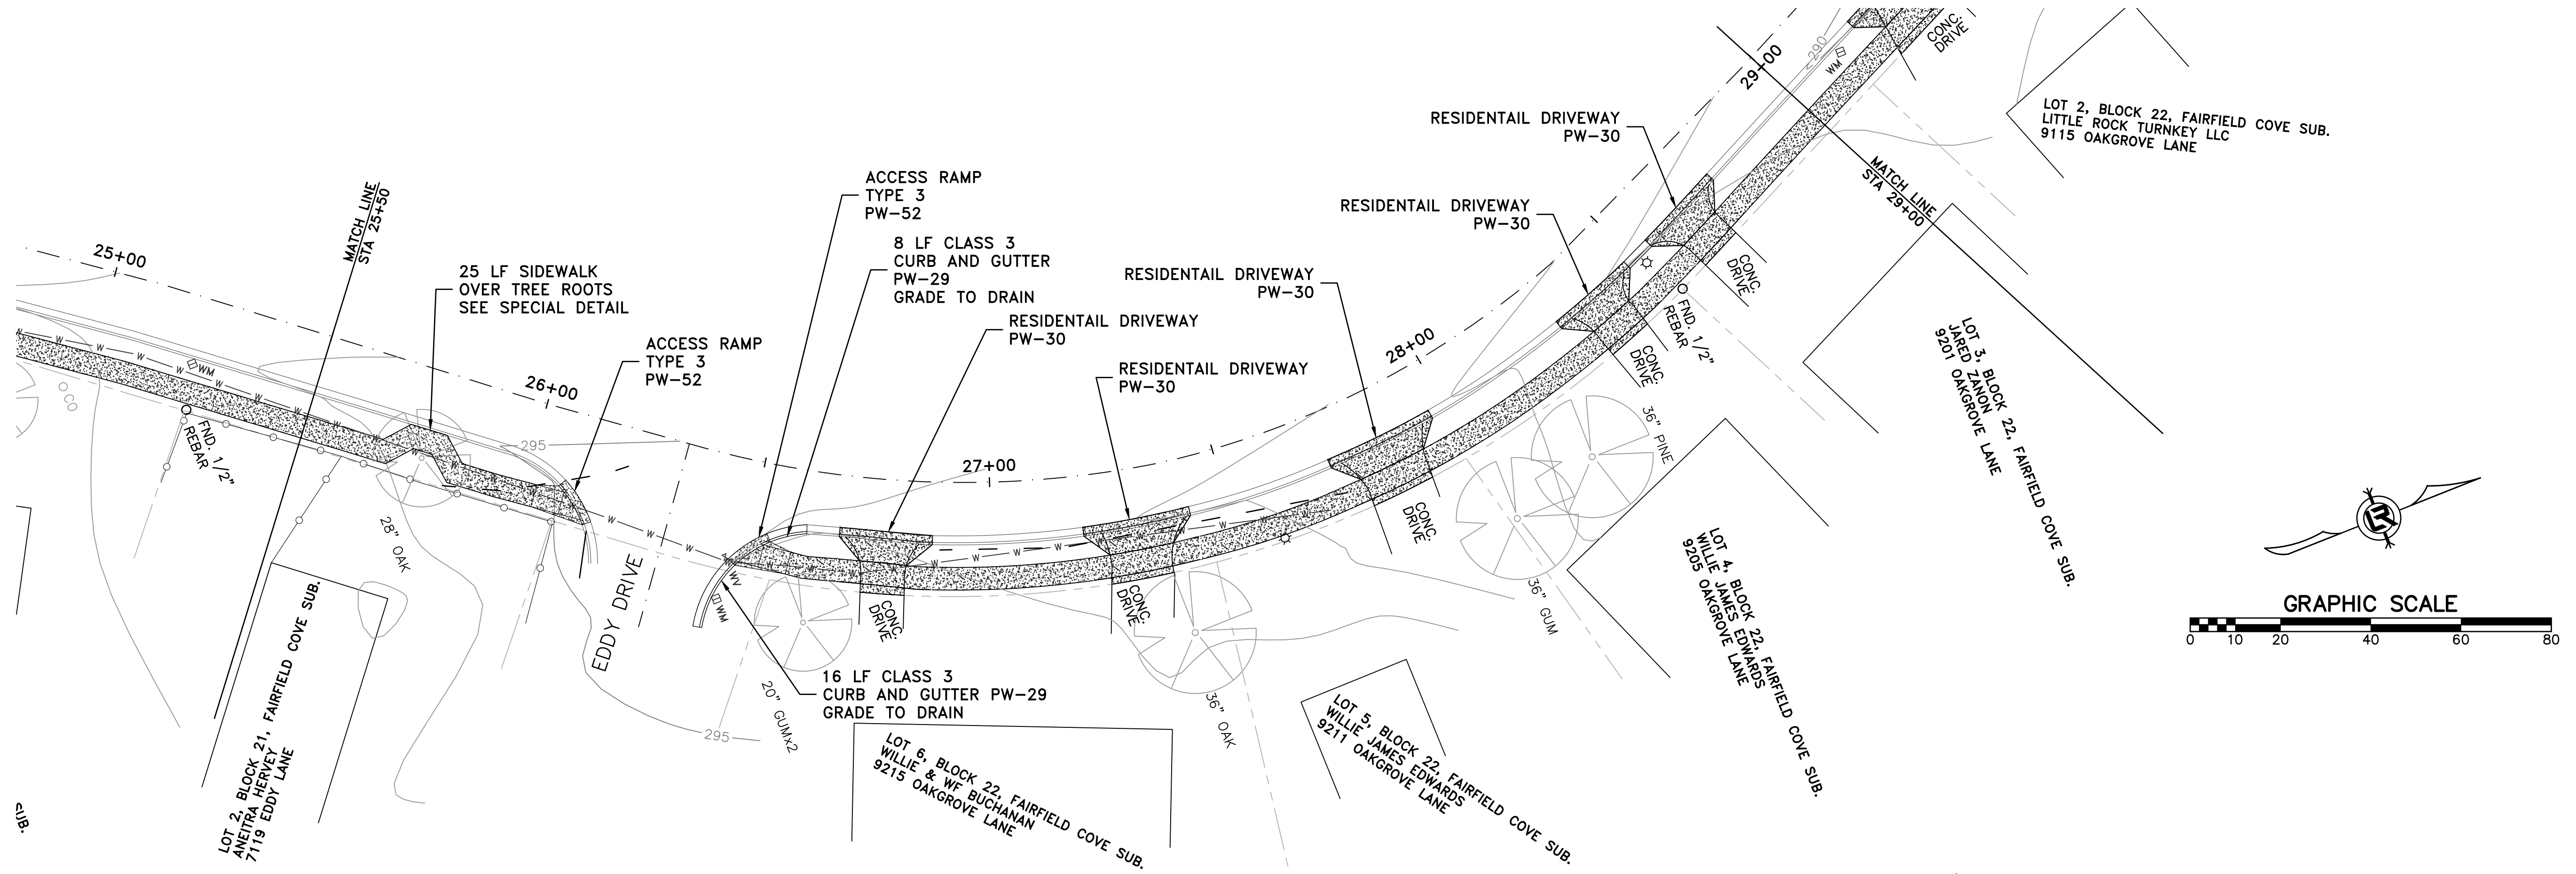 25+00
MATCH LINE
STA 25+50
25 LF SIDEWALK
OVER TREE ROOTS
SEE SPECIAL DETAIL
26+00
ACCESS RAMP
TYPE 3
PW-52
ACCESS RAMP
TYPE 3
PW-52
8 LF CLASS 3
CURB AND GUTTER
PW-29
GRADE TO DRAIN
RESIDENTAIL DRIVEWAY
PW-30
RESIDENTAIL DRIVEWAY
PW-30
RESIDENTAIL DRIVEWAY
PW-30
RESIDENTAIL DRIVEWAY
PW-30
RESIDENTAIL DRIVEWAY
PW-30
27+00
28+00
29+00
290
WM
CONC.
DRIVE
MATCH LINE
STA 29+00
LOT 2, BLOCK 22, FAIRFIELD COVE SUB.
LITTLE ROCK TURNKEY LLC
9115 OAKGROVE LANE
CONC.
DRIVE
FND. 1/2"
REBAR
CONC.
DRIVE
LOT 3, BLOCK 22, FAIRFIELD COVE SUB.
JARED ZANON
9201 OAKGROVE LANE
W
W
W
W
W
W
W
W
W
W
W
WM
CO
FND. 1/2"
REBAR
28" OAK
295
EDDY DRIVE
W
W
W
W
W
W
W
W
W
W
W
W
W
WV
WM
CONC.
DRIVE
CONC.
DRIVE
CONC.
DRIVE
36" PINE
36" GUM
36" OAK
20" GUMx2
295
16 LF CLASS 3
CURB AND GUTTER PW-29
GRADE TO DRAIN
LOT 2, BLOCK 21, FAIRFIELD COVE SUB.
ANEITRA HERVEY
7119 EDDY LANE
LOT 6, BLOCK 22, FAIRFIELD COVE SUB.
WILLIE & WF BUCHANAN
9215 OAKGROVE LANE
LOT 5, BLOCK 22, FAIRFIELD COVE SUB.
WILLIE JAMES EDWARDS
9211 OAKGROVE LANE
LOT 4, BLOCK 22, FAIRFIELD COVE SUB.
WILLIE JAMES EDWARDS
9205 OAKGROVE LANE
SUB.
LR
GRAPHIC SCALE
0 10 20 40 60 80